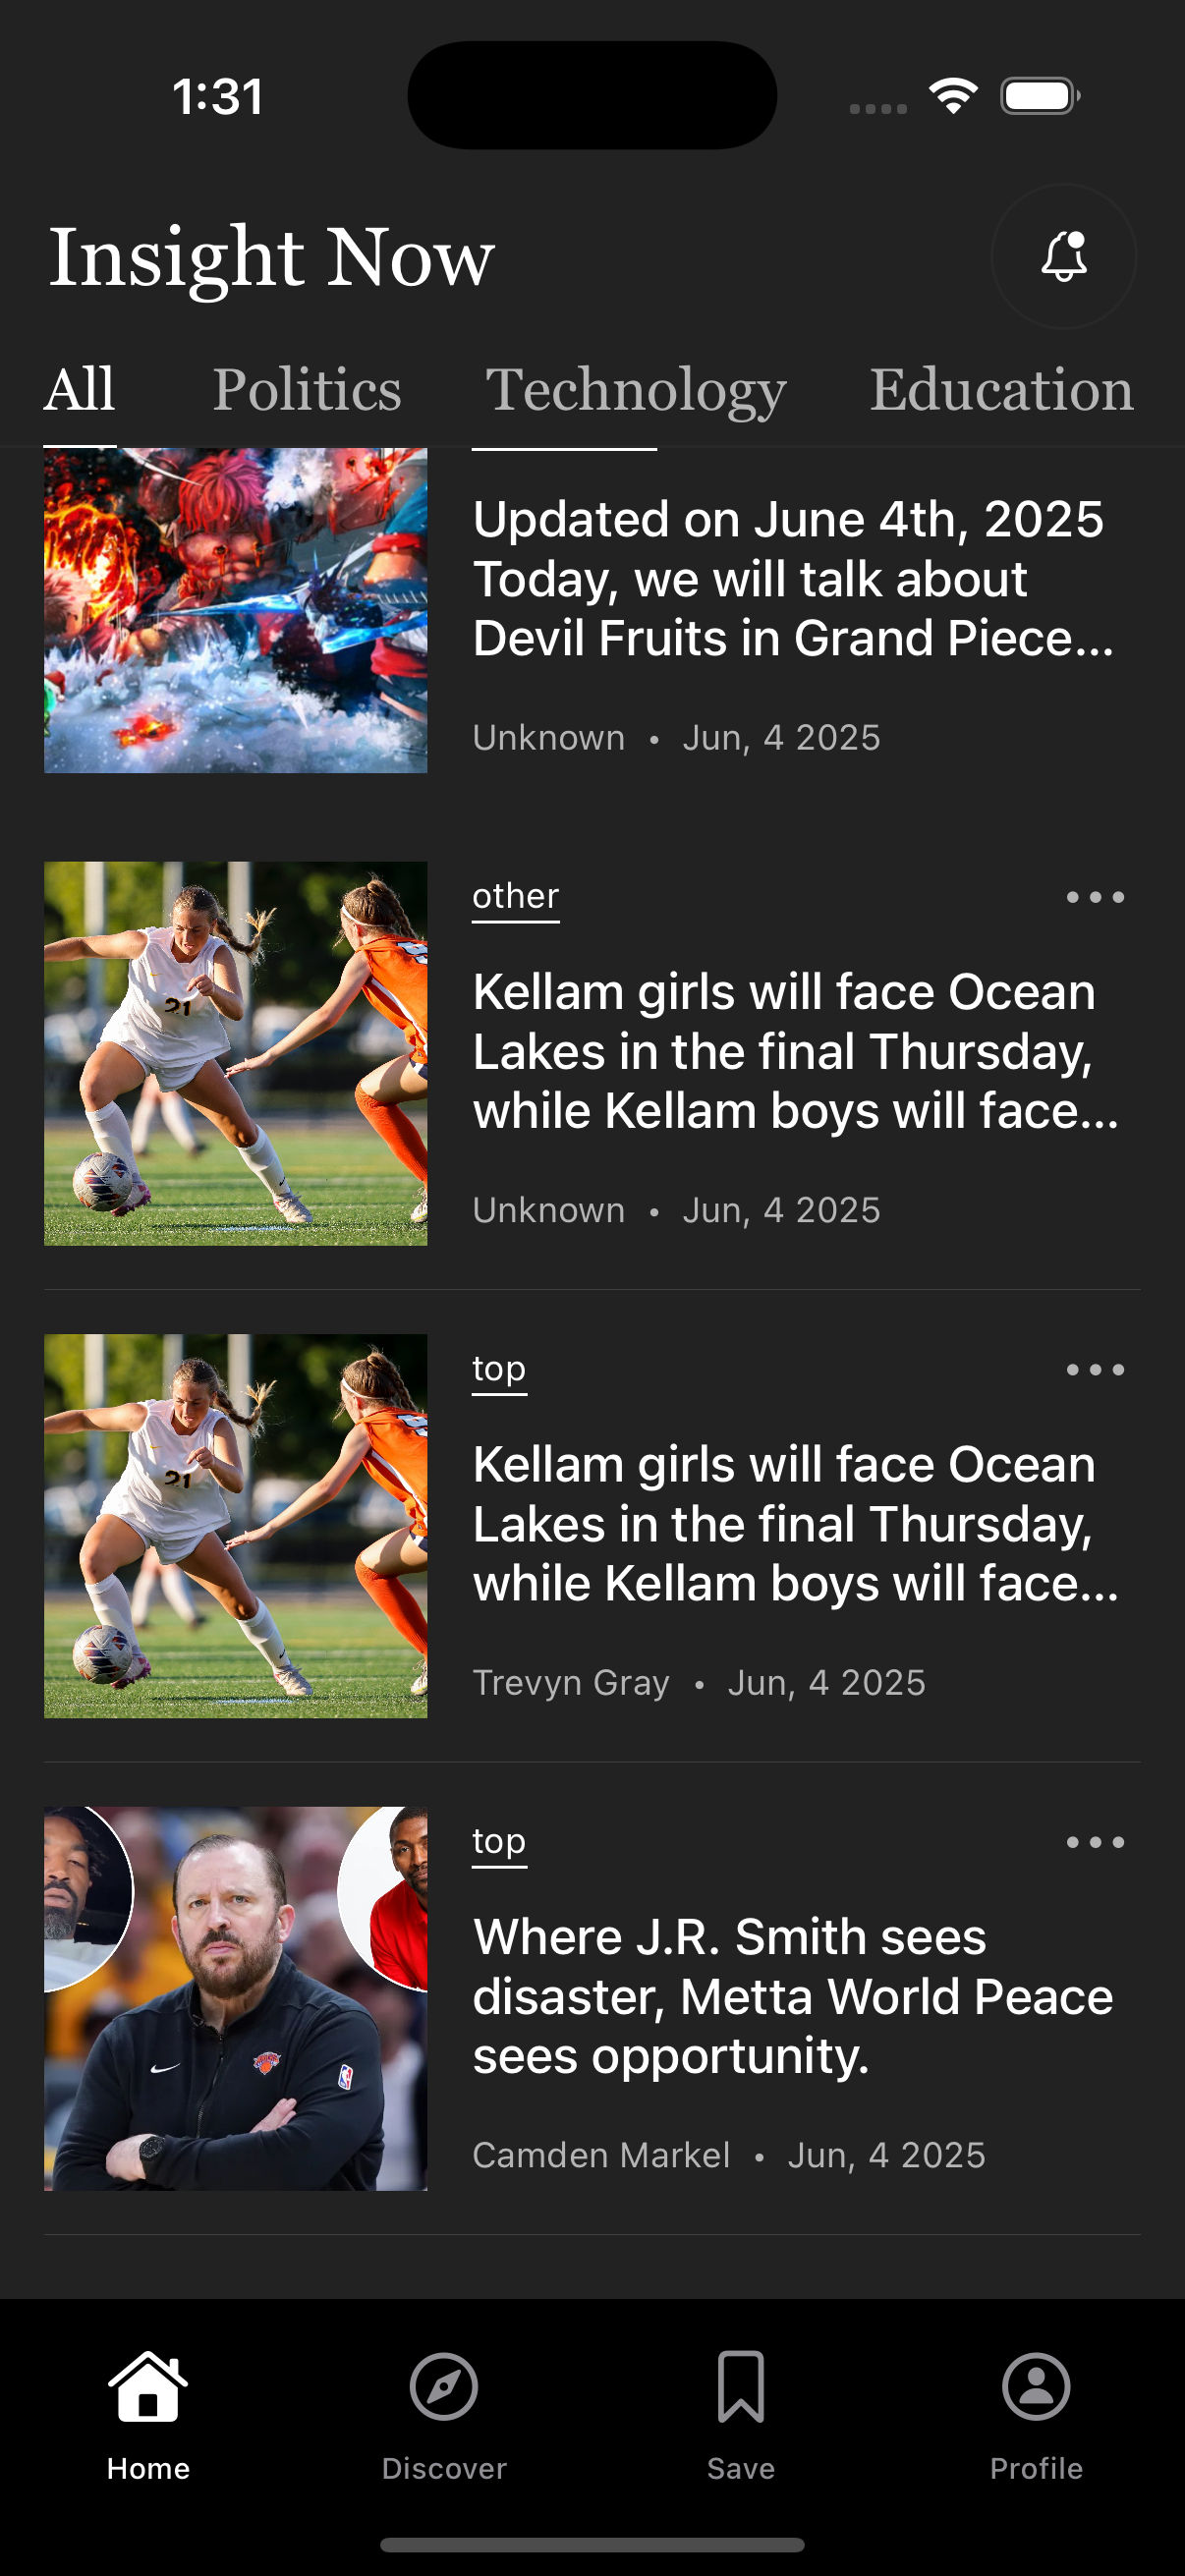 1:31
Insight Now
All Politics Technology Education
Updated on June 4th, 2025
Today, we will talk about
Devil Fruits in Grand Piece...
Unknown • Jun, 4 2025
other
Kellam girls will face Ocean
Lakes in the final Thursday,
while Kellam boys will face...
Unknown • Jun, 4 2025
21
top
Kellam girls will face Ocean
Lakes in the final Thursday,
while Kellam boys will face...
Trevyn Gray • Jun, 4 2025
21
top
Where J.R. Smith sees
disaster, Metta World Peace
sees opportunity.
Camden Markel • Jun, 4 2025
Home Discover Save Profile